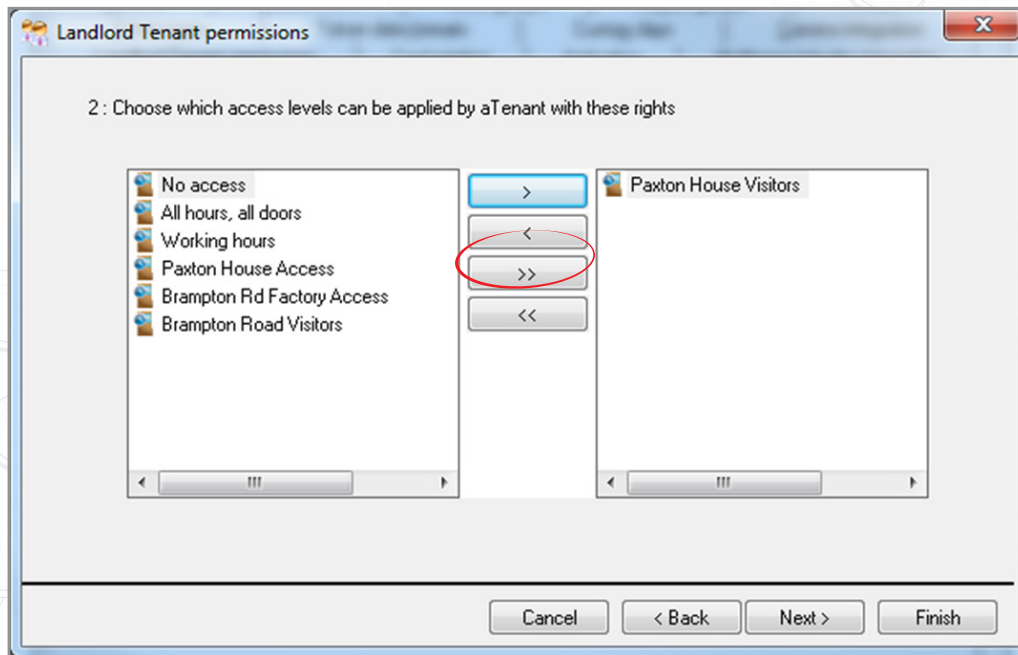 Landlord Tenant permissions
2 : Choose which access levels can be applied by aTenant with these rights
No access
All hours, all doors
Working hours
Paxton House Access
Brampton Rd Factory Access
Brampton Road Visitors
>
<
>>
<<
Paxton House Visitors
Cancel
< Back
Next >
Finish